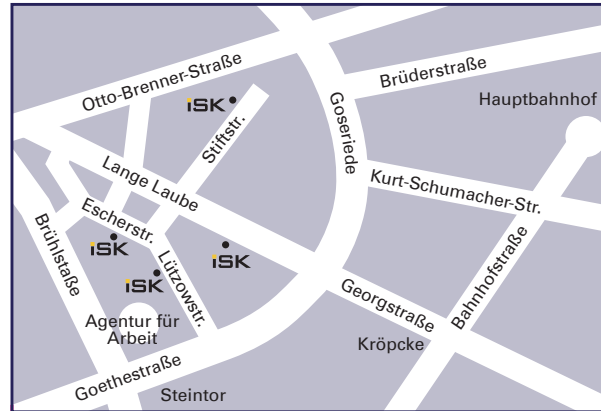 Otto-Brenner-Straße
Brüderstraße
Hauptbahnhof
iSK
Stiftstr.
Goseriede
Lange Laube
Kurt-Schumacher-Str.
Escherstr.
Brühlstaße
iSK
iSK
iSK
Lützowstr.
Bahnhofstraße
Georgstraße
Agentur für
Arbeit
Kröpcke
Goethestraße
Steintor